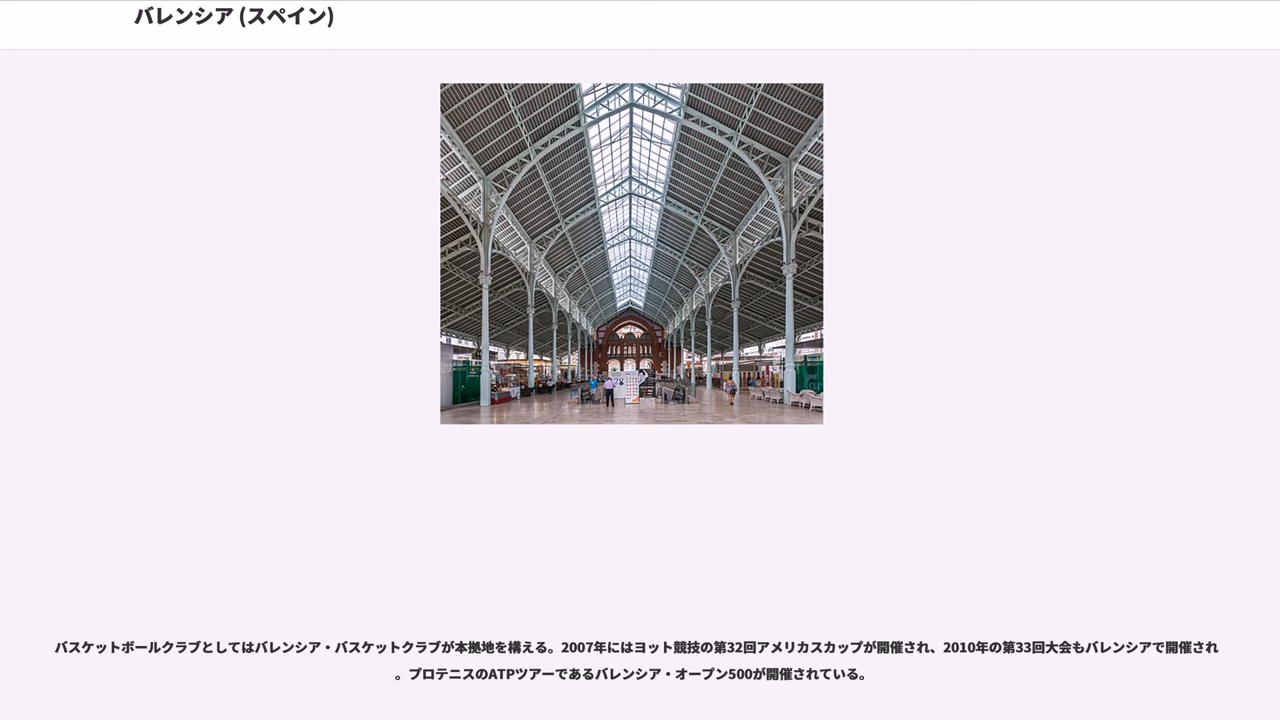 バレンシア (スペイン)
バスケットボールクラブとしてはバレンシア・バスケットクラブが本拠地を構える。2007年にはヨット競技の第32回アメリカスカップが開催され、2010年の第33回大会もバレンシアで開催され
。プロテニスのATPツアーであるバレンシア・オープン500が開催されている。